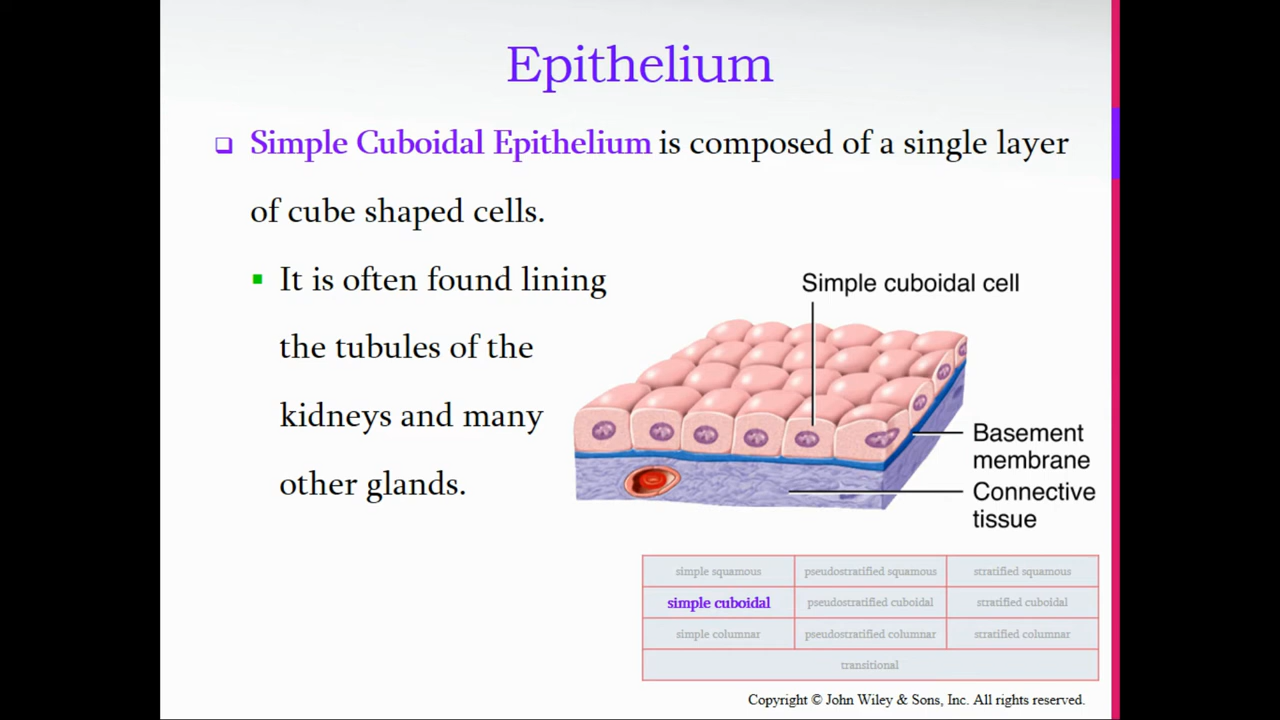 Epithelium
Simple Cuboidal Epithelium is composed of a single layer
of cube shaped cells.
It is often found lining
the tubules of the
kidneys and many
other glands.
Simple cuboidal cell
Basement
membrane
Connective
tissue
simple squamous pseudostratified squamous stratified squamous
simple cuboidal pseudostratified cuboidal stratified cuboidal
simple columnar pseudostratified columnar stratified columnar
transitional
Copyright © John Wiley & Sons, Inc. All rights reserved.